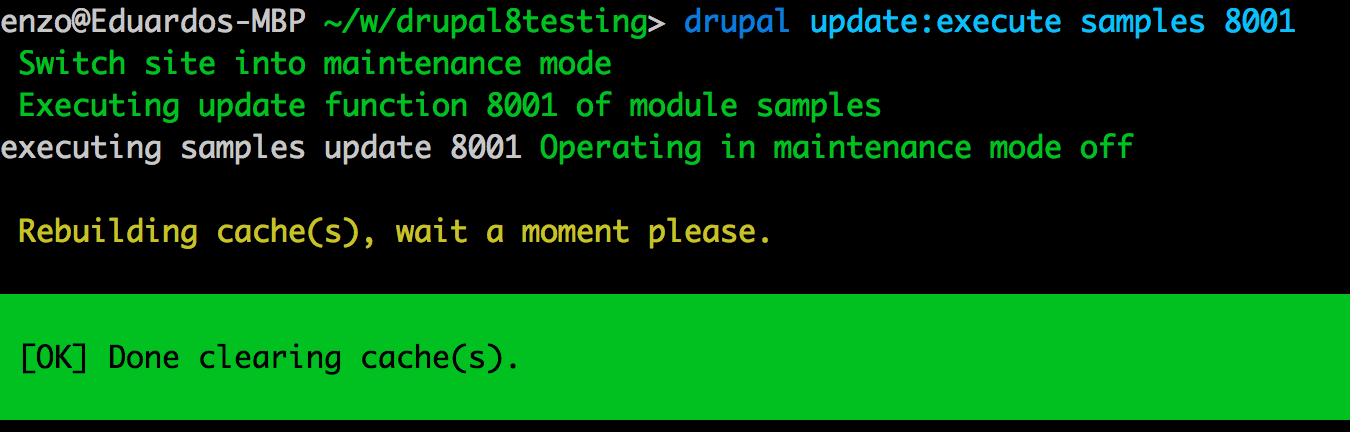 enzo@Eduardos-MBP ~/w/drupal8testing> drupal update:execute samples 8001
Switch site into maintenance mode
Executing update function 8001 of module samples
executing samples update 8001 Operating in maintenance mode off
Rebuilding cache(s), wait a moment please.
[OK] Done clearing cache(s).